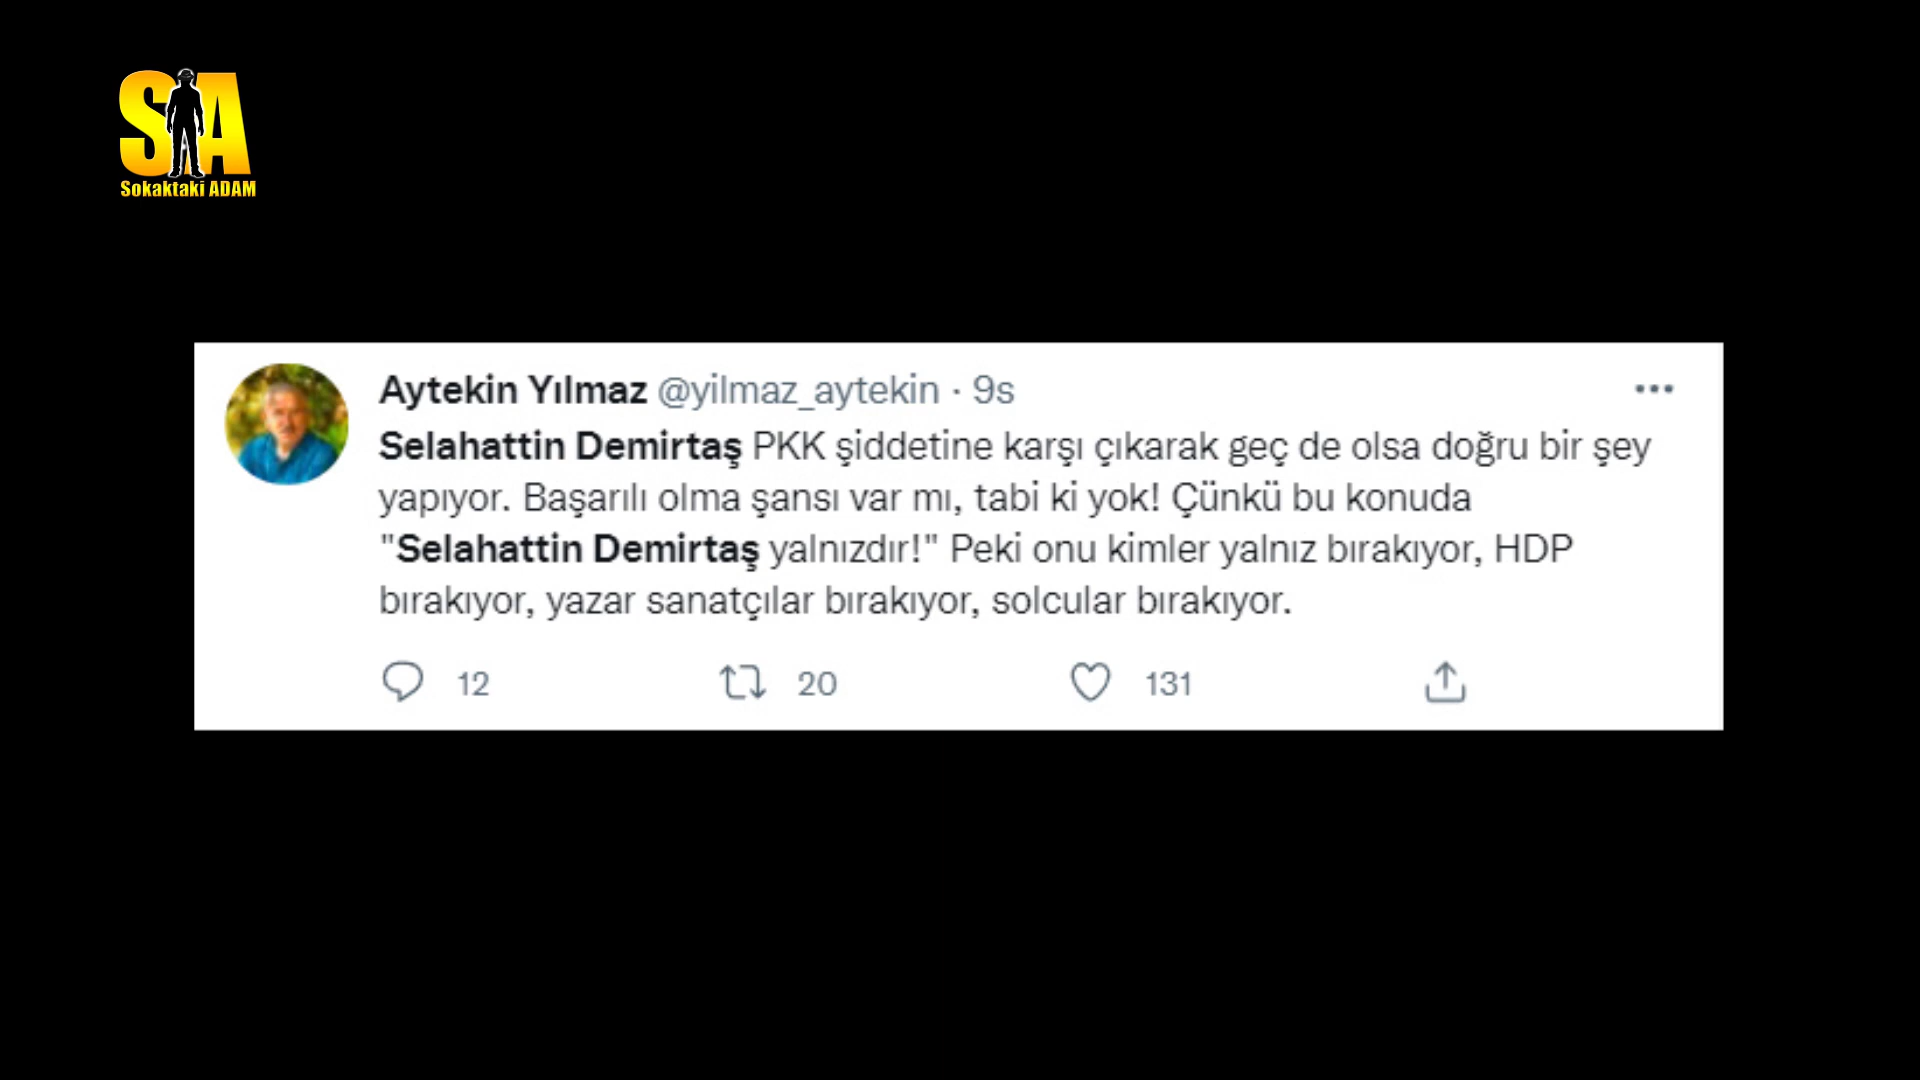 SA
Sokaktaki ADAM
Aytekin Yılmaz @yilmaz_aytekin · 9s
Selahattin Demirtaş PKK şiddetine karşı çıkarak geç de olsa doğru bir şey
yapıyor. Başarılı olma şansı var mı, tabi ki yok! Çünkü bu konuda
"Selahattin Demirtaş yalnızdır!" Peki onu kimler yalnız bırakıyor, HDP
bırakıyor, yazar sanatçılar bırakıyor, solcular bırakıyor.
12 20 131